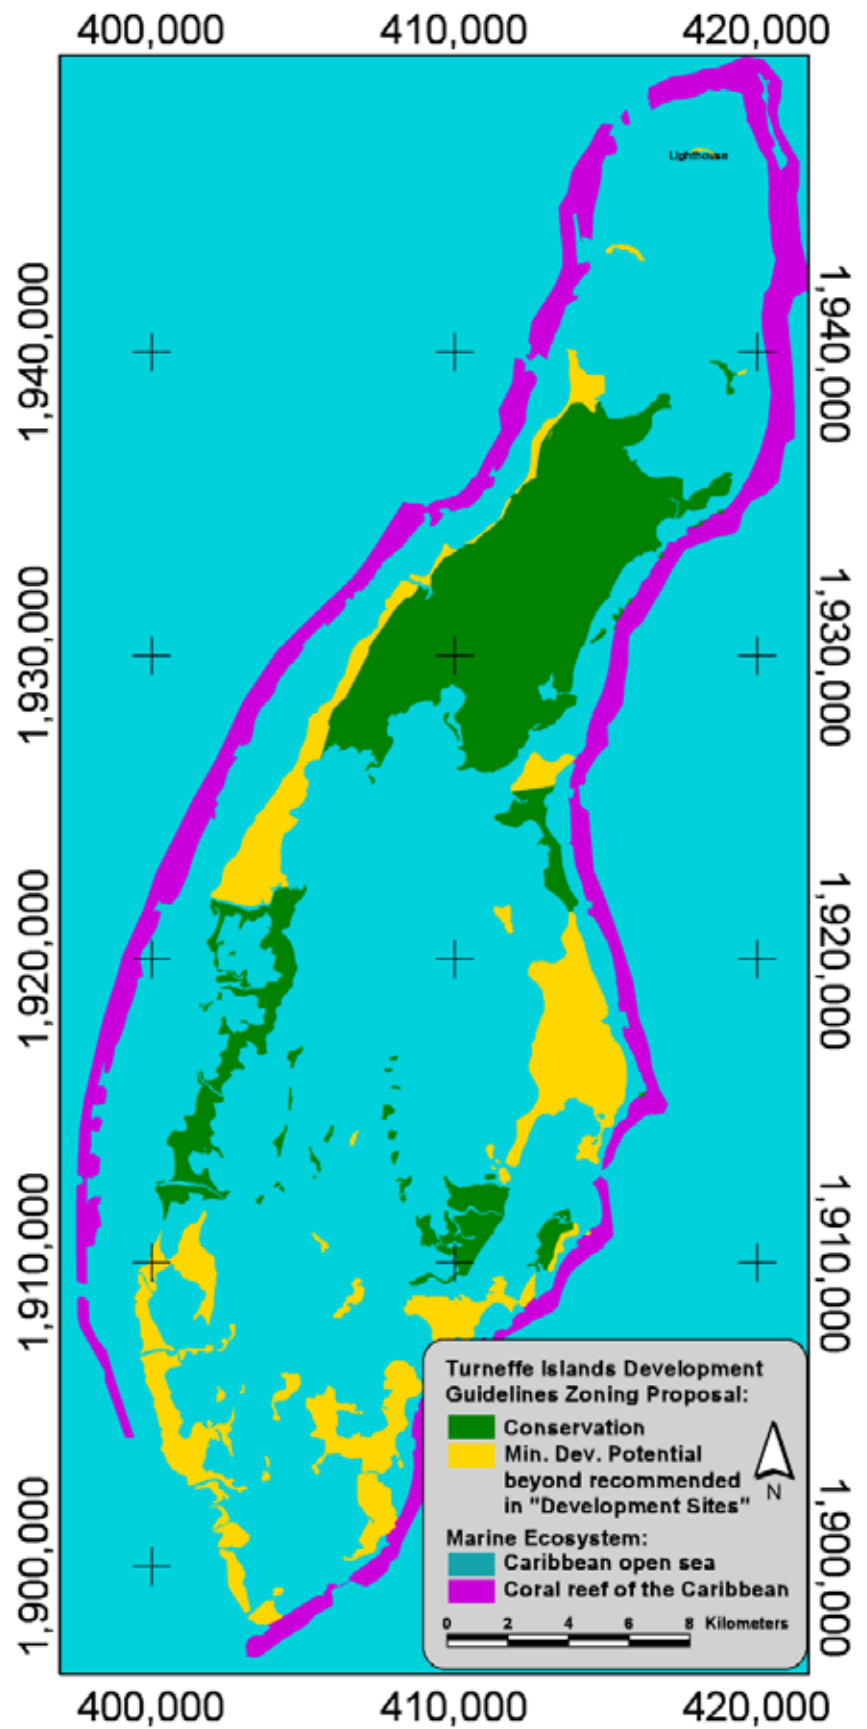 400,000 410,000 420,000
Lighthouse
1,940,000 1,940,000
1,930,000 1,930,000
1,920,000 1,920,000
1,910,000 1,910,000
1,900,000 1,900,000
Turneffe Islands Development
Guidelines Zoning Proposal:
Conservation
Min. Dev. Potential
beyond recommended
in "Development Sites"
N
Marine Ecosystem:
Caribbean open sea
Coral reef of the Caribbean
0 2 4 6 8 Kilometers
400,000 410,000 420,000